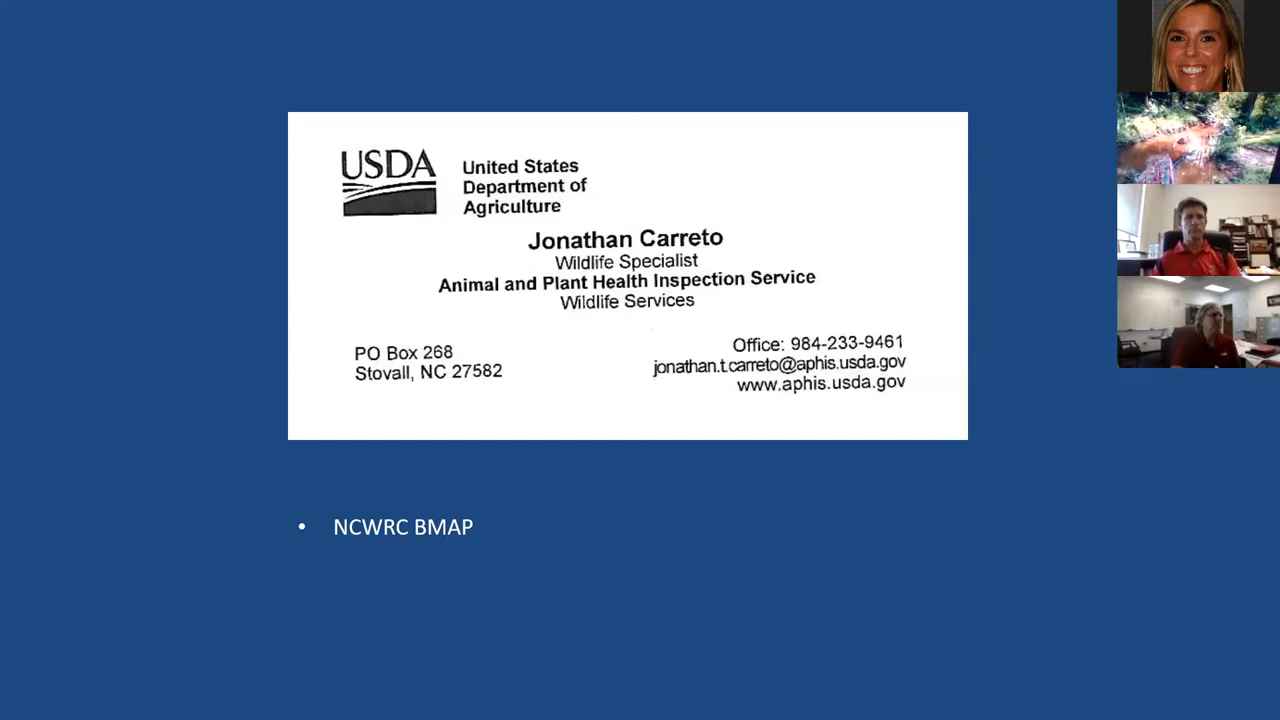 USDA
United States
Department of
Agriculture
Jonathan Carreto
Wildlife Specialist
Animal and Plant Health Inspection Service
Wildlife Services
PO Box 268
Stovall, NC 27582
Office: 984-233-9461
jonathan.t.carreto@aphis.usda.gov
www.aphis.usda.gov
• NCWRC BMAP